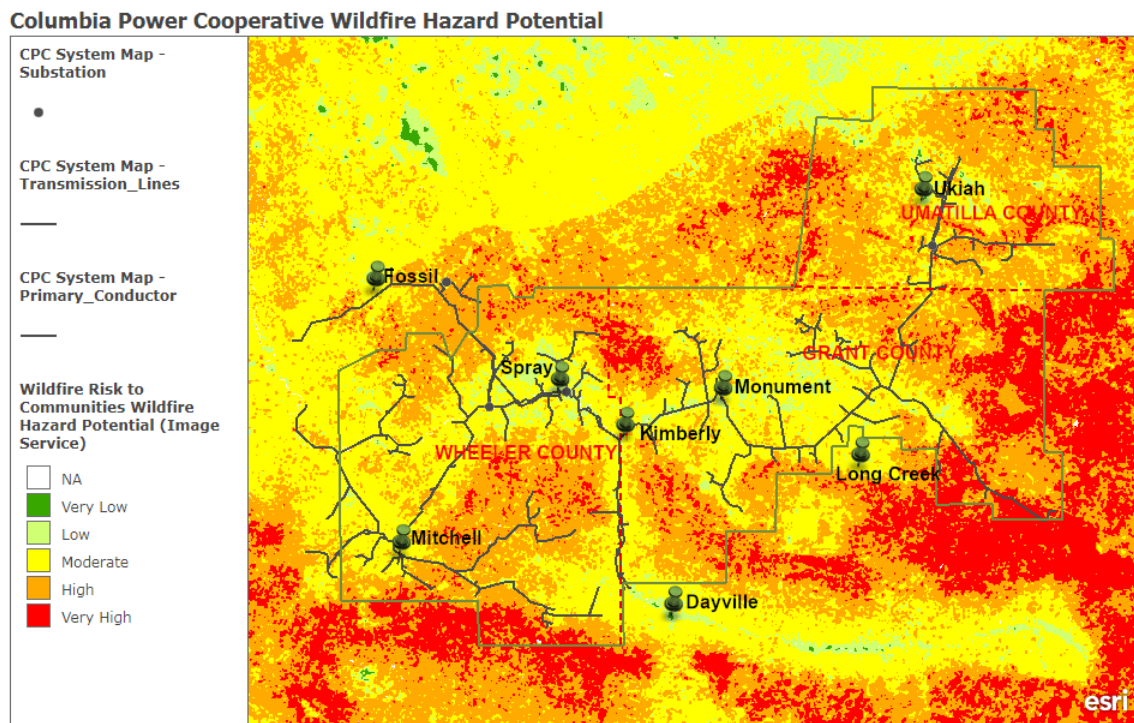 Columbia Power Cooperative Wildfire Hazard Potential
CPC System Map -
Substation
CPC System Map -
Transmission_Lines
CPC System Map -
Primary_Conductor
Wildfire Risk to
Communities Wildfire
Hazard Potential (Image
Service)
NA
Very Low
Low
Moderate
High
Very High
Ukiah
UMATILLA COUNTY
Fossil
GRANT COUNTY
Spray
Monument
Kimberly
WHEELER COUNTY
Long Creek
Mitchell
Dayville
esri